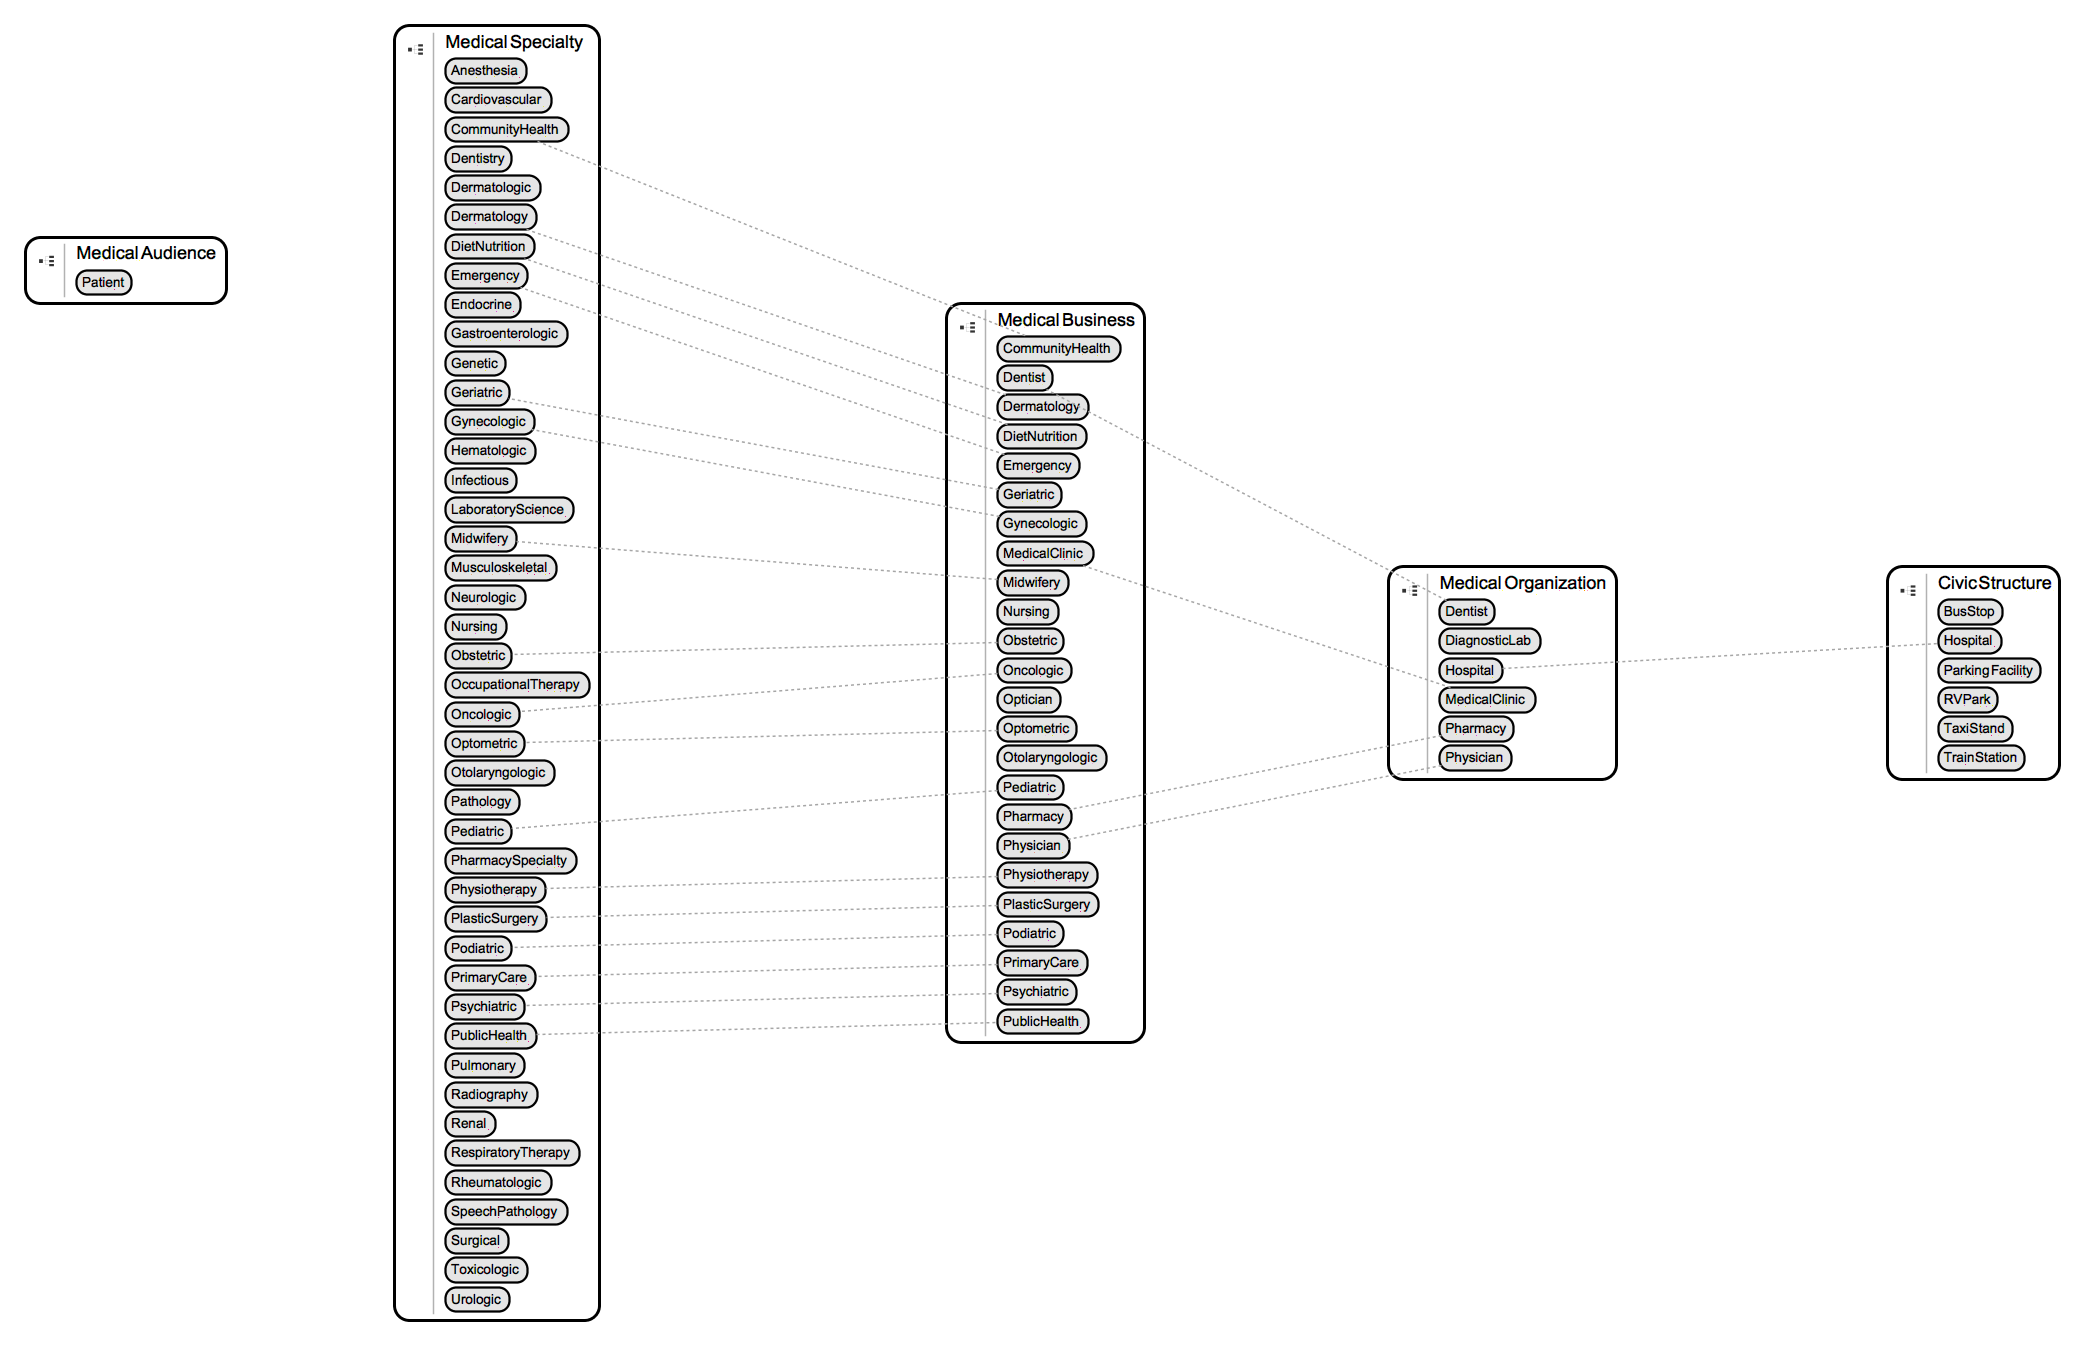 Medical Audience
Patient
Medical Specialty
Anesthesia
Cardiovascular
CommunityHealth
Dentistry
Dermatologic
Dermatology
DietNutrition
Emergency
Endocrine
Gastroenterologic
Genetic
Geriatric
Gynecologic
Hematologic
Infectious
LaboratoryScience
Midwifery
Musculoskeletal
Neurologic
Nursing
Obstetric
OccupationalTherapy
Oncologic
Optometric
Otolaryngologic
Pathology
Pediatric
PharmacySpecialty
Physiotherapy
PlasticSurgery
Podiatric
PrimaryCare
Psychiatric
PublicHealth
Pulmonary
Radiography
Renal
RespiratoryTherapy
Rheumatologic
SpeechPathology
Surgical
Toxicologic
Urologic
Medical Business
CommunityHealth
Dentist
Dermatology
DietNutrition
Emergency
Geriatric
Gynecologic
MedicalClinic
Midwifery
Nursing
Obstetric
Oncologic
Optician
Optometric
Otolaryngologic
Pediatric
Pharmacy
Physician
Physiotherapy
PlasticSurgery
Podiatric
PrimaryCare
Psychiatric
PublicHealth
Medical Organization
Dentist
DiagnosticLab
Hospital
MedicalClinic
Pharmacy
Physician
CivicStructure
BusStop
Hospital
ParkingFacility
RVPark
TaxiStand
TrainStation